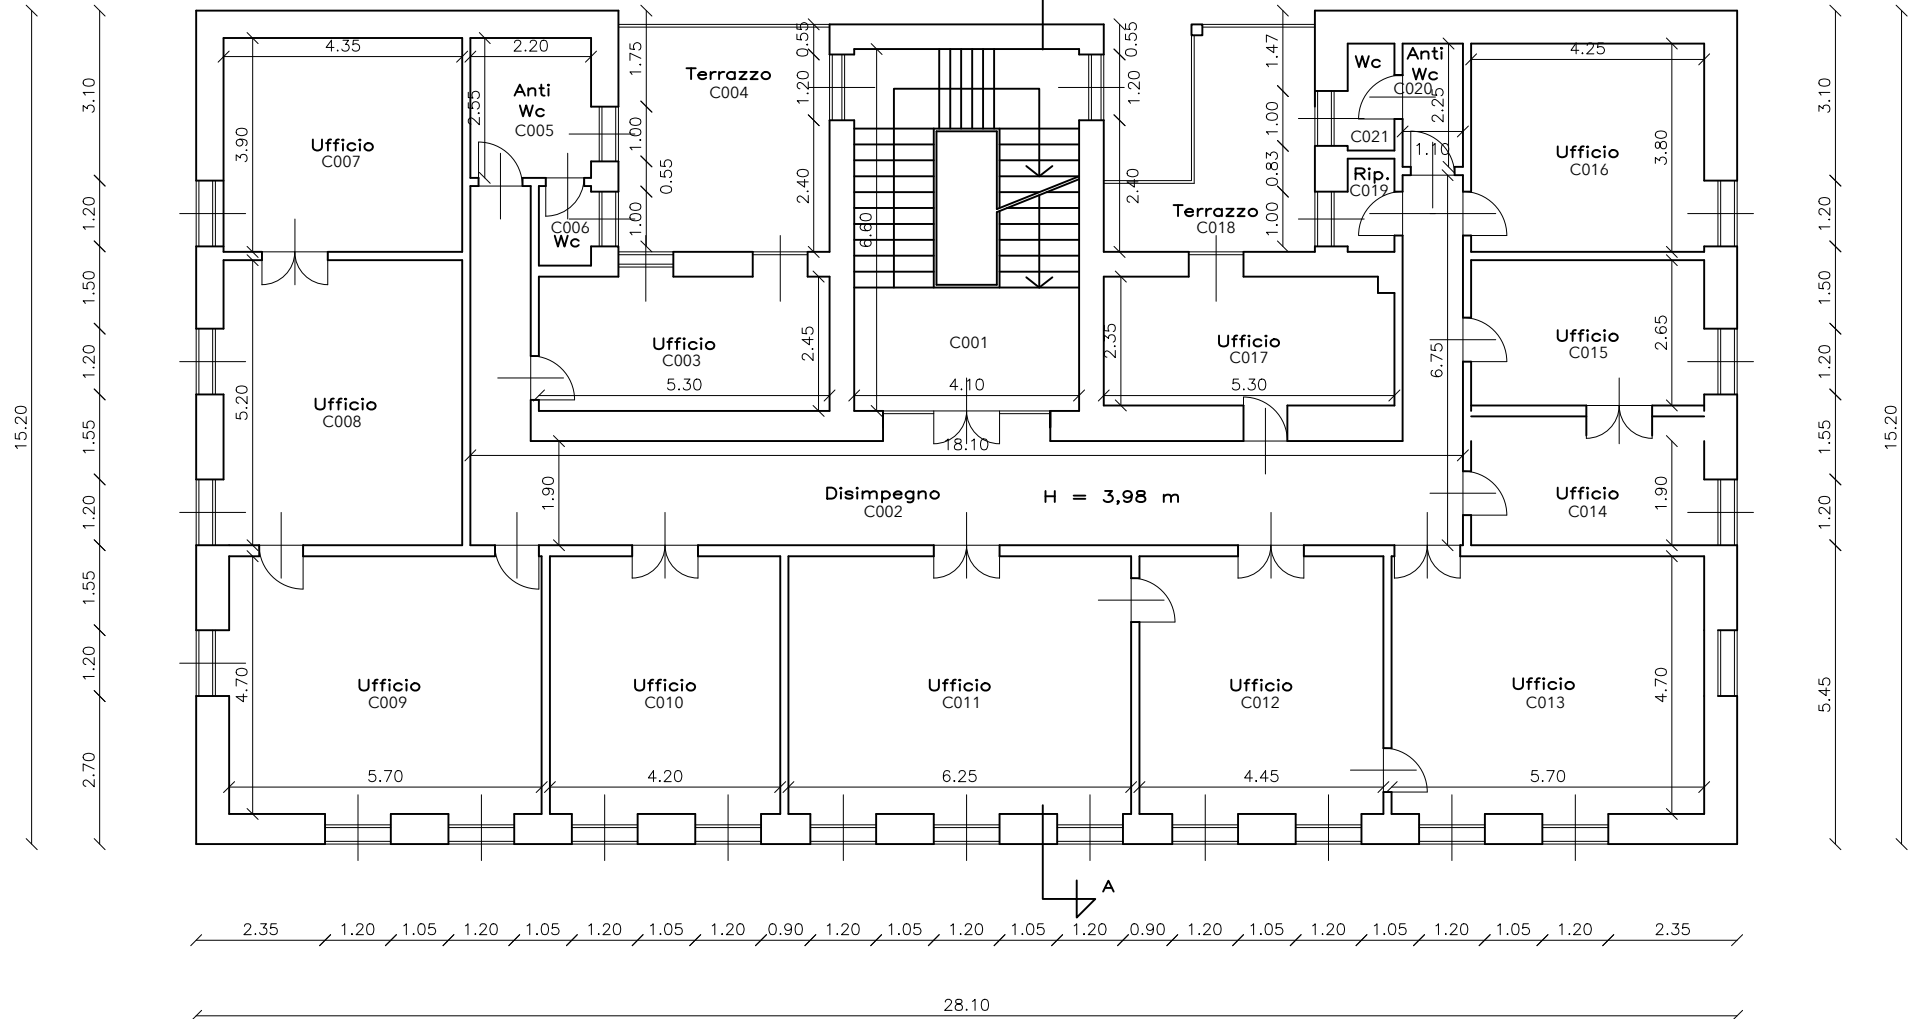 0.55
0.55
4.35
2.20
1.75
1.47
4.25
Terrazzo
C004
Wc
Anti
Wc
C020
Anti
Wc
C005
3.10
2.55
1.20
1.20
2.25
3.10
1.00
1.00
C021
1.10
3.90
Ufficio
C007
Ufficio
C016
3.80
0.55
0.83
2.40
2.40
Rip.
C019
1.20
1.00
Terrazzo
C018
1.00
1.20
C006
Wc
6.60
1.50
1.50
Ufficio
C003
2.45
C001
2.35
Ufficio
C017
6.75
Ufficio
C015
2.65
1.20
1.20
5.30
4.10
5.30
5.20
Ufficio
C008
15.20
15.20
1.55
1.55
18.10
1.90
Disimpegno
C002
H = 3,98 m
Ufficio
C014
1.90
1.20
1.20
1.55
1.20
4.70
Ufficio
C009
Ufficio
C010
Ufficio
C011
Ufficio
C012
Ufficio
C013
4.70
5.45
2.70
5.70
4.20
6.25
4.45
5.70
A
2.35 1.20 1.05 1.20 1.05 1.20 1.05 1.20 0.90 1.20 1.05 1.20 1.05 1.20 0.90 1.20 1.05 1.20 1.05 1.20 1.05 1.20 2.35
28.10